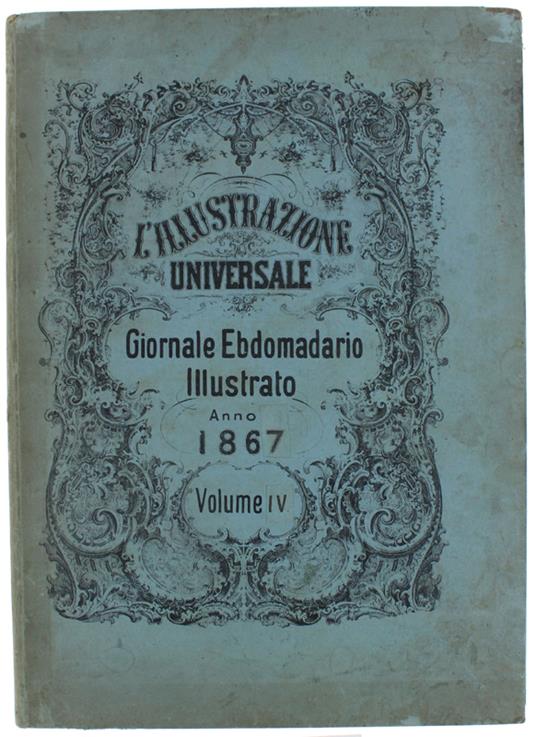 L'ILLUSTRAZIONE
UNIVERSALE
Giornale Ebdomadario
Illustrato
Anno
1867
Volume IV